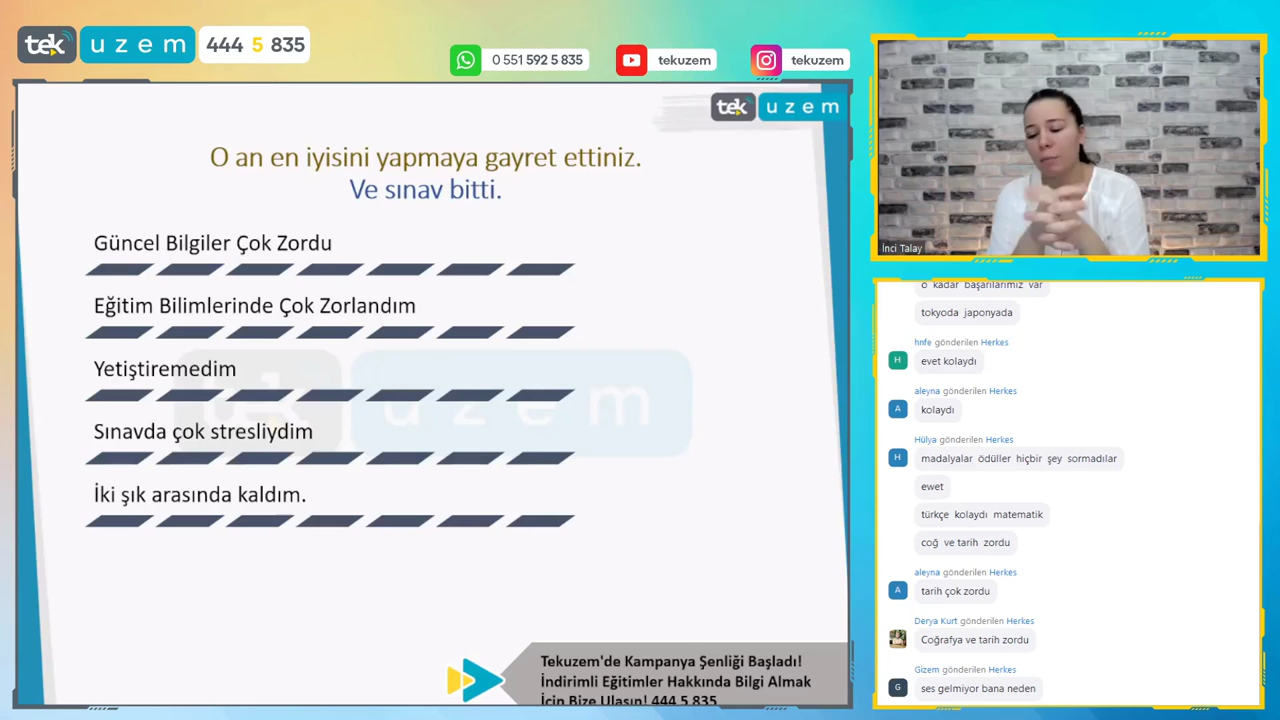 tek uzem 444 5 835
0 551 592 5 835
tekuzem
tekuzem
tek uzem
O an en iyisini yapmaya gayret ettiniz.
Ve sınav bitti.
Güncel Bilgiler Çok Zordu
Eğitim Bilimlerinde Çok Zorlandım
Yetiştiremedim
Sınavda çok stresliydim
İki şık arasında kaldım.
tek uzem
Tekuzem'de Kampanya Şenliği Başladı!
İndirimli Eğitimler Hakkında Bilgi Almak
İçin Bize Ulaşın! 444 5 835
İnci Talay
o kadar başarılarımız var
tokyoda japonyada
hnfe gönderilen Herkes
H
evet kolaydı
aleyna gönderilen Herkes
A
kolaydı
Hülya gönderilen Herkes
H
madalyalar ödüller hiçbir şey sormadılar
ewet
türkçe kolaydı matematik
coğ ve tarih zordu
aleyna gönderilen Herkes
A
tarih çok zordu
Derya Kurt gönderilen Herkes
Coğrafya ve tarih zordu
Gizem gönderilen Herkes
G
ses gelmiyor bana neden